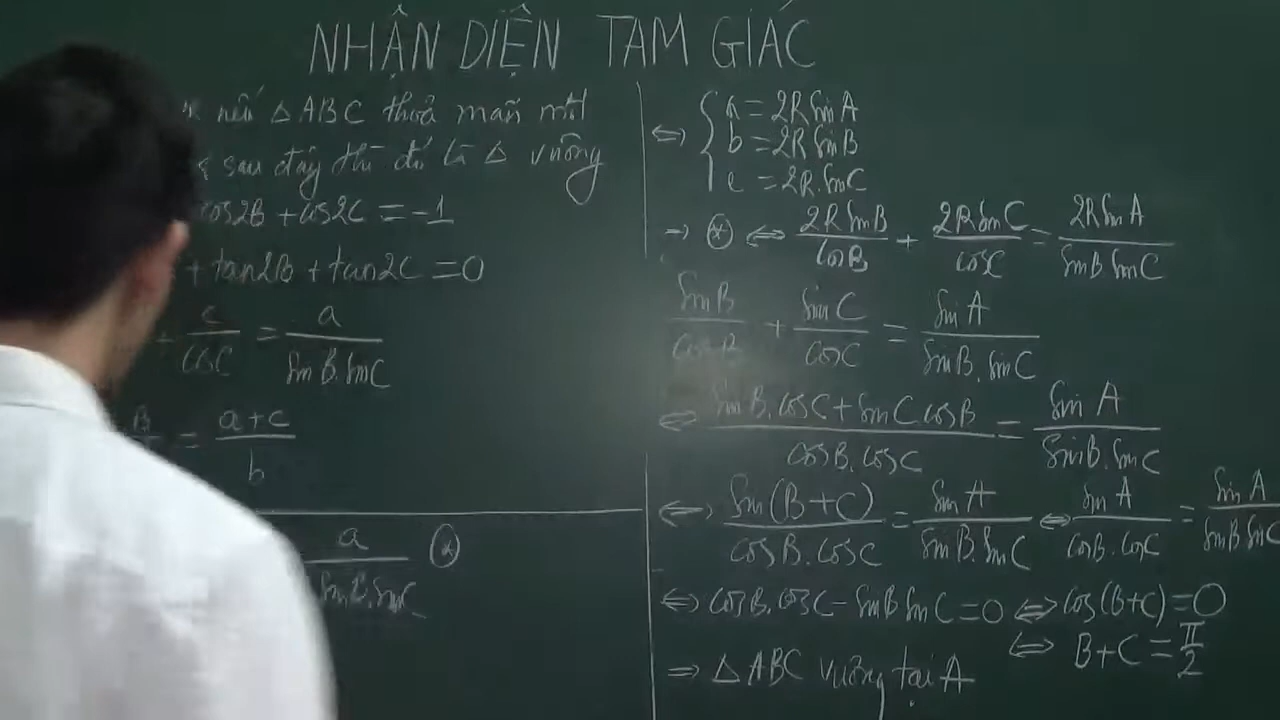 NHẬN DIỆN TAM GIÁC
nếu △ABC thoả mãn một
sau đây thì đó là △ vuông
cos2B + cos2C = -1
+ tan2B + tan2C = 0
+ c/cosC = a/(sinB.sinC)
= (a+c)/b
a/(sinB.sinC) (*)
⇔ { a = 2R sinA
b = 2R sinB
c = 2R.sinC
→ (*) ⇔ 2R sinB/cosB + 2R sinC/cosC = 2R sinA/(sinB sinC)
sinB/cosB + sinC/cosC = sinA/(sinB.sinC)
⇔ (sinB.cosC + sinC cosB)/(cosB.cosC) = sinA/(sinB.sinC)
⇔ sin(B+C)/(cosB.cosC) = sinA/(sinB.sinC) ⇔ sinA/(cosB.cosC) = sinA/(sinB sinC
⇔ cosB.cosC - sinB sinC = 0 ⇔ cos(B+C) = 0
⇔ B+C = π/2
⇒ △ABC vuông tại A